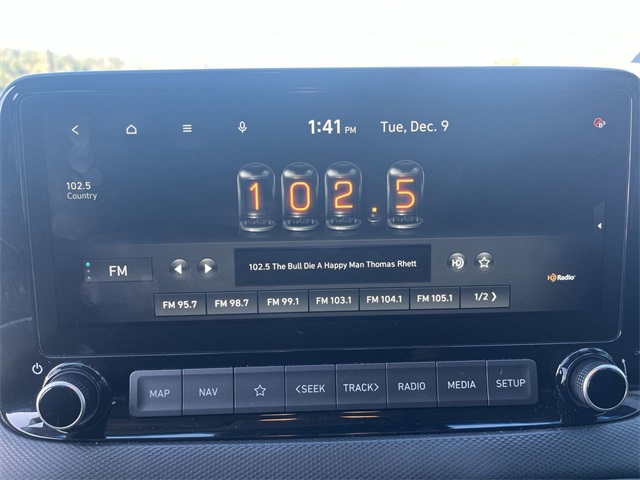 1:41 PM Tue, Dec. 9
102.5
Country
102.5
FM
102.5 The Bull Die A Happy Man Thomas Rhett
HD
HD Radio
FM 95.7 FM 98.7 FM 99.1 FM 103.1 FM 104.1 FM 105.1 1/2 >
MAP NAV <SEEK TRACK> RADIO MEDIA SETUP